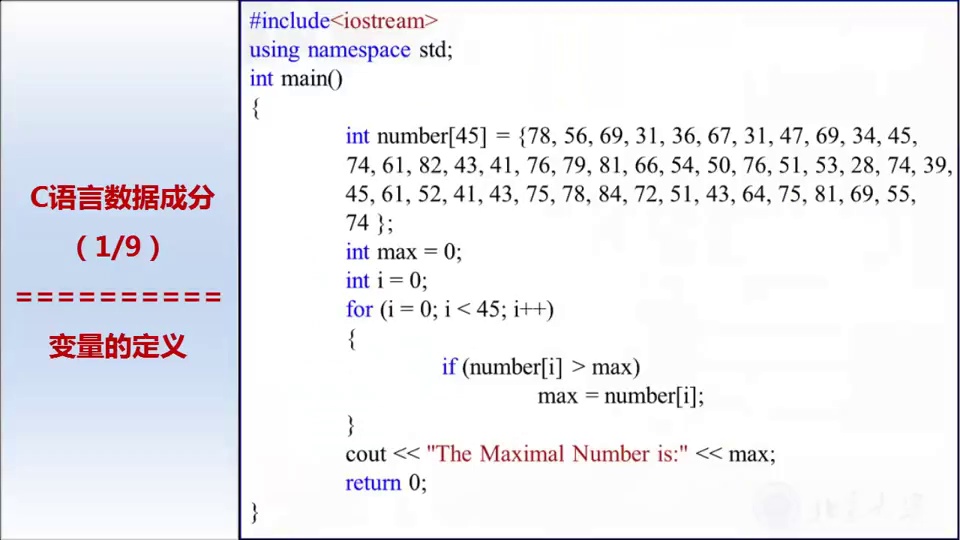 C语言数据成分
（1/9）
==========
变量的定义
#include<iostream>
using namespace std;
int main()
{
int number[45] = {78, 56, 69, 31, 36, 67, 31, 47, 69, 34, 45,
74, 61, 82, 43, 41, 76, 79, 81, 66, 54, 50, 76, 51, 53, 28, 74, 39,
45, 61, 52, 41, 43, 75, 78, 84, 72, 51, 43, 64, 75, 81, 69, 55,
74 };
int max = 0;
int i = 0;
for (i = 0; i < 45; i++)
{
if (number[i] > max)
max = number[i];
}
cout << "The Maximal Number is:" << max;
return 0;
}